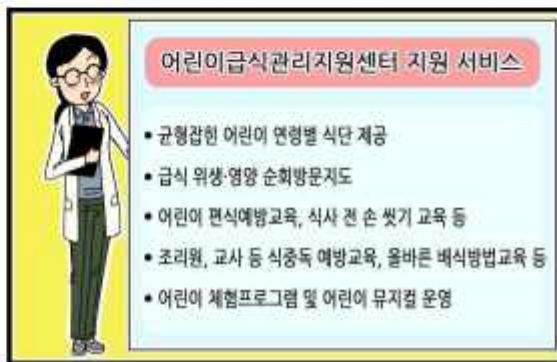 어린이급식관리지원센터 지원 서비스
• 균형잡힌 어린이 연령별 식단 제공
• 급식 위생·영양 순회방문지도
• 어린이 편식예방교육, 식사 전 손 씻기 교육 등
• 조리원, 교사 등 식중독 예방교육, 올바른 배식방법교육 등
• 어린이 체험프로그램 및 어린이 뮤지컬 운영